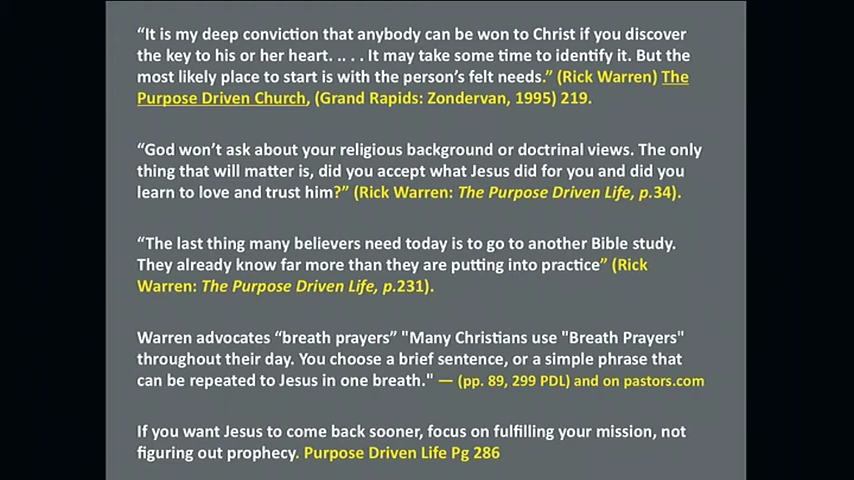 “It is my deep conviction that anybody can be won to Christ if you discover
the key to his or her heart. .. . . It may take some time to identify it. But the
most likely place to start is with the person’s felt needs.” (Rick Warren) The
Purpose Driven Church, (Grand Rapids: Zondervan, 1995) 219.
“God won’t ask about your religious background or doctrinal views. The only
thing that will matter is, did you accept what Jesus did for you and did you
learn to love and trust him?” (Rick Warren: The Purpose Driven Life, p.34).
“The last thing many believers need today is to go to another Bible study.
They already know far more than they are putting into practice” (Rick
Warren: The Purpose Driven Life, p.231).
Warren advocates “breath prayers” "Many Christians use "Breath Prayers"
throughout their day. You choose a brief sentence, or a simple phrase that
can be repeated to Jesus in one breath." — (pp. 89, 299 PDL) and on pastors.com
If you want Jesus to come back sooner, focus on fulfilling your mission, not
figuring out prophecy. Purpose Driven Life Pg 286